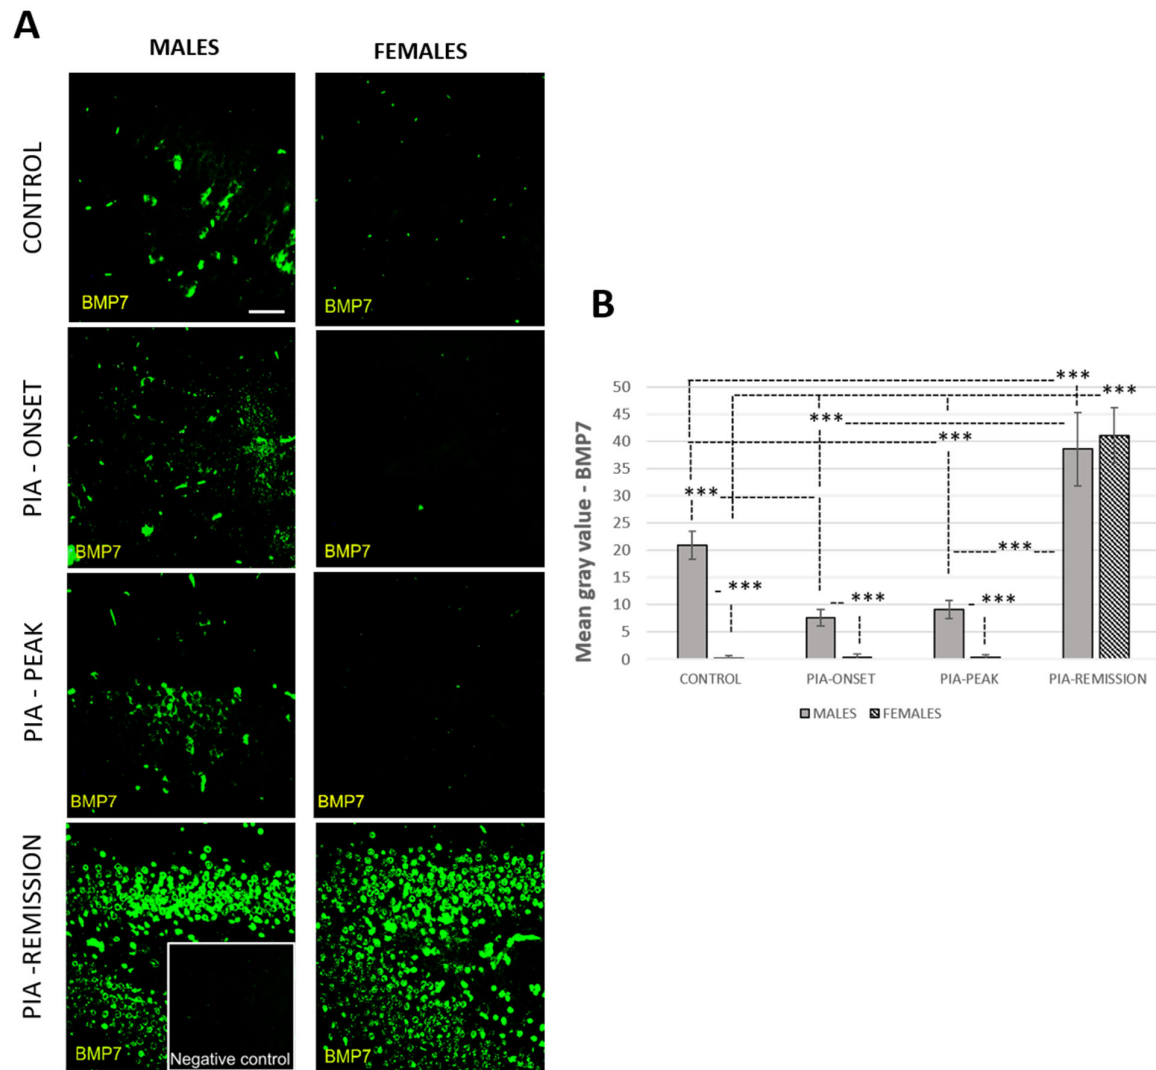 A
MALES
FEMALES
CONTROL
BMP7
BMP7
PIA - ONSET
BMP7
BMP7
PIA - PEAK
BMP7
BMP7
PIA -REMISSION
BMP7
Negative control
BMP7
B
Mean gray value - BMP7
50
45
40
35
30
25
20
15
10
5
0
***
***
***
***
***
***
***
***
***
CONTROL
PIA-ONSET
PIA-PEAK
PIA-REMISSION
MALES
FEMALES